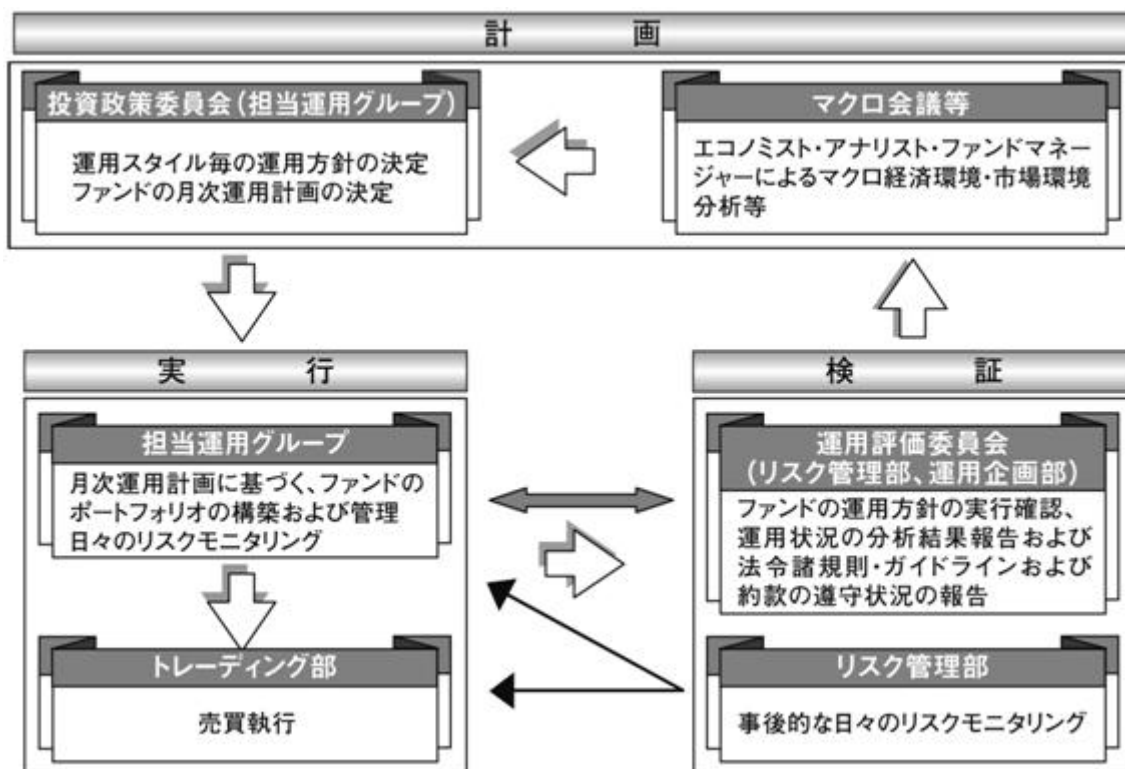 計画
投資政策委員会(担当運用グループ)
運用スタイル毎の運用方針の決定
ファンドの月次運用計画の決定
マクロ会議等
エコノミスト・アナリスト・ファンドマネー
ジャーによるマクロ経済環境・市場環境
分析等
実行
担当運用グループ
月次運用計画に基づく、ファンドの
ポートフォリオの構築および管理
日々のリスクモニタリング
トレーディング部
売買執行
検証
運用評価委員会
(リスク管理部、運用企画部)
ファンドの運用方針の実行確認、
運用状況の分析結果報告および
法令諸規則・ガイドラインおよび
約款の遵守状況の報告
リスク管理部
事後的な日々のリスクモニタリング